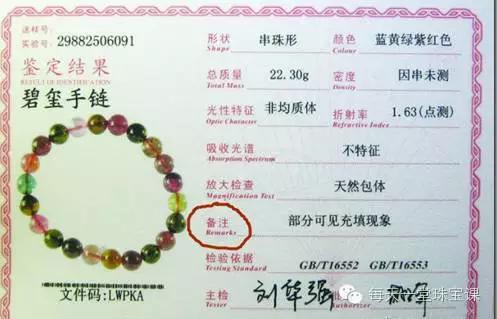 送样号:
实验号: 29882506091
鉴定结果
RESULT OF IDENTIFICATION
碧玺手链
文件码:LWPKA
形状 串珠形 颜色 蓝黄绿紫红色
Shape Colour
总质量 22.30g 密度 因串未测
Total Mass Density
光性特征 非均质体 折射率 1.63(点测)
Optic Character Refractive Index
吸收光谱 不特征
Absorption Spectrum
放大检查 天然包体
Magnification Test
备注 部分可见充填现象
Remarks
检验依据 GB/T16552 GB/T16553
Testing Standard
主检 刘华强
Tester Authorizer
每天一堂珠宝课